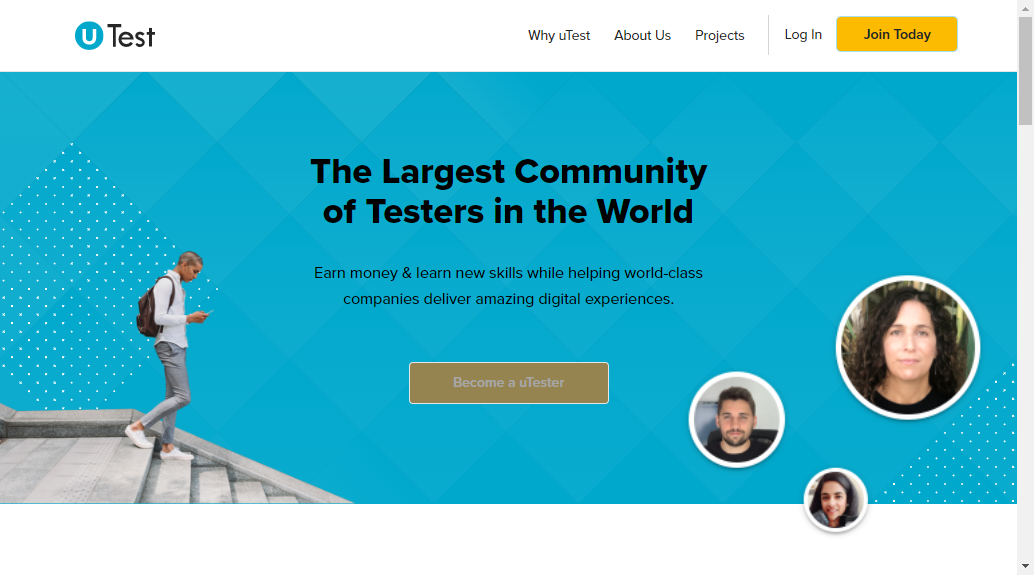 uTest
Why uTest
About Us
Projects
Log In
Join Today
The Largest Community
of Testers in the World
Earn money & learn new skills while helping world-class
companies deliver amazing digital experiences.
Become a uTester